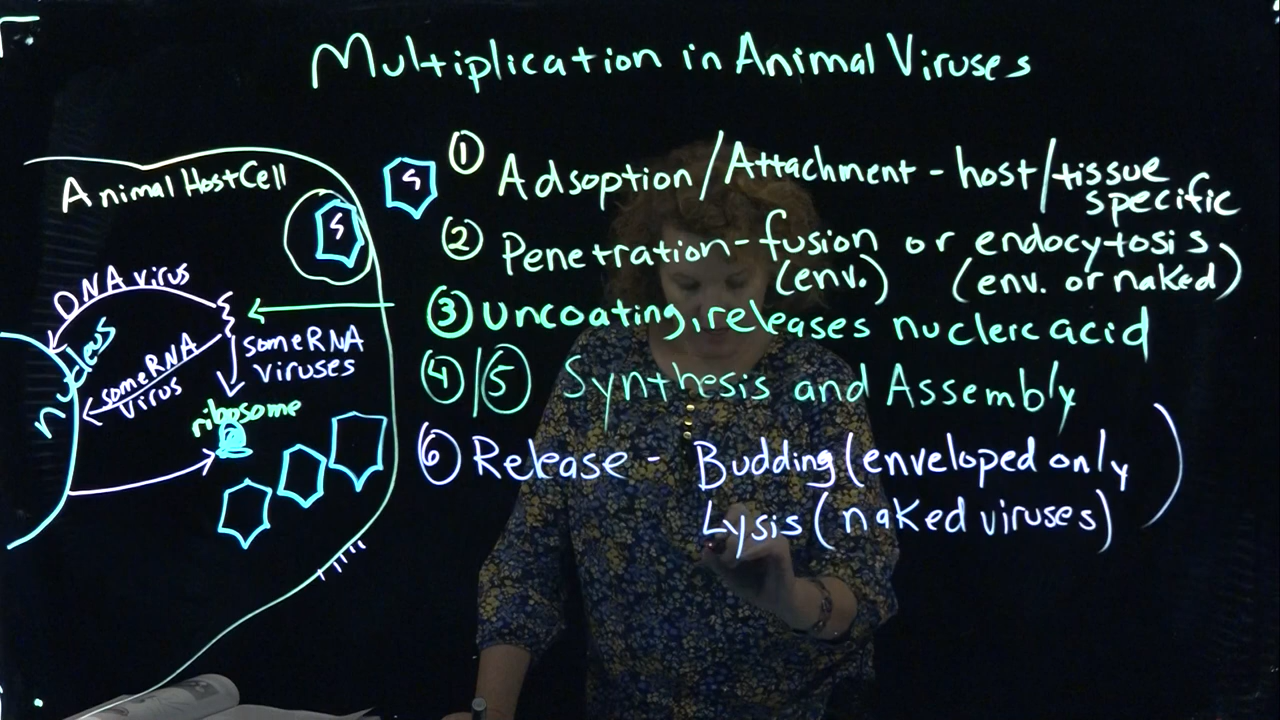 Multiplication in Animal Viruses
Animal Host Cell
DNA virus
nucleus
some RNA
virus
some RNA
viruses
ribosome
① Adsoption/Attachment - host/tissue
specific
② Penetration - fusion or endocytosis
(env.) (env. or naked)
③ uncoating, releases nucleic acid
④/⑤ Synthesis and Assembly
⑥ Release - Budding (enveloped only)
Lysis (naked viruses)